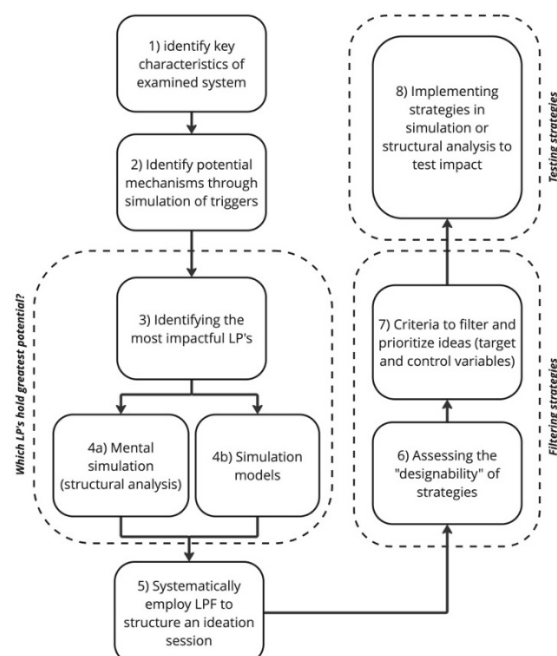 1) identify key
characteristics of
examined system
2) Identify potential
mechanisms through
simulation of triggers
Which LP's hold greatest potential?
3) Identifying the
most impactful LP's
4a) Mental
simulation
(structural analysis)
4b) Simulation
models
5) Systematically
employ LPF to
structure an ideation
session
6) Assessing the
"designability" of
strategies
7) Criteria to filter and
prioritize ideas (target
and control variables)
Filtering strategies
8) Implementing
strategies in
simulation or
structural analysis to
test impact
Testing strategies